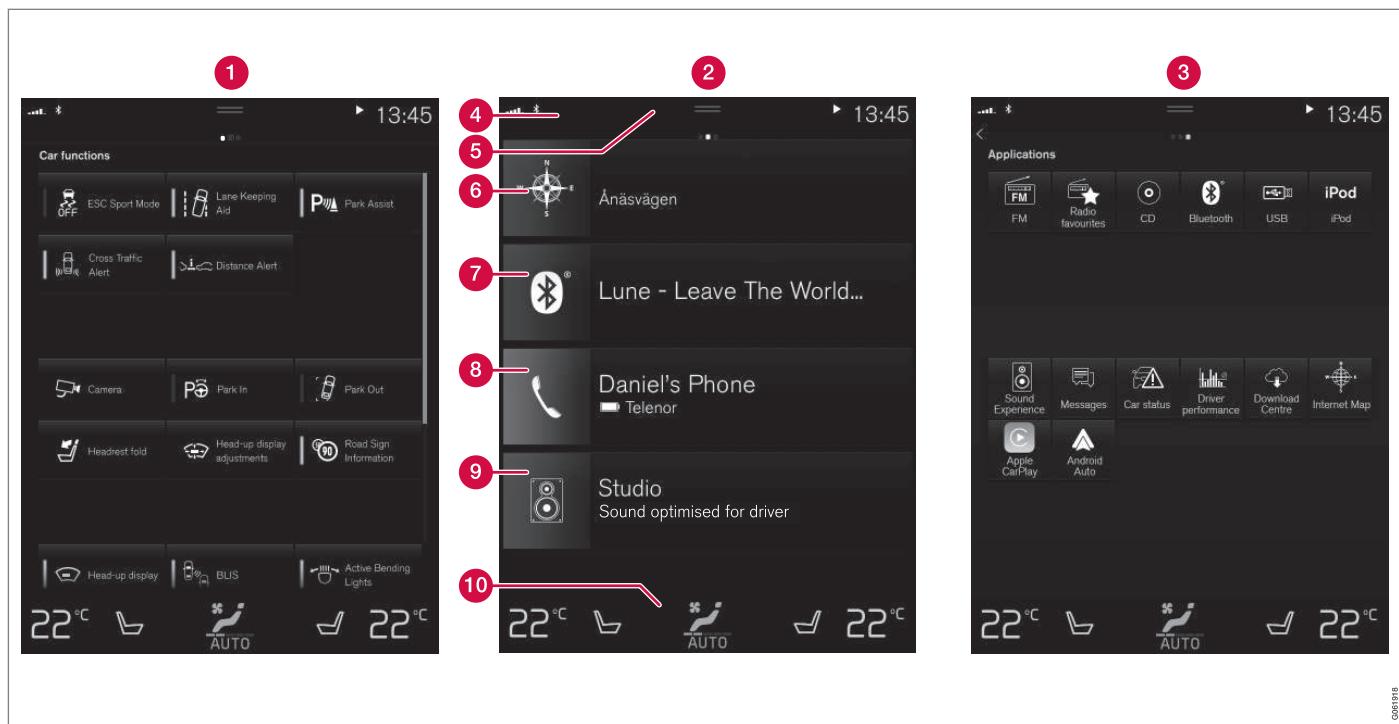 1
2
3
13:45
Car functions
ESC Sport Mode
OFF
Lane Keeping
Aid
P
Park Assist
Cross Traffic
Alert
Distance Alert
Camera
P
Park In
Park Out
Headrest fold
Head-up display
adjustments
90
Road Sign
Information
Head-up display
BLIS
Active Bending
Lights
22°C
AUTO
22°C
4
13:45
5
6
N
W
E
S
Ånäsvägen
7
Lune - Leave The World...
8
Daniel's Phone
Telenor
9
Studio
Sound optimised for driver
10
22°C
AUTO
22°C
13:45
Applications
FM
FM
Radio
favourites
CD
Bluetooth
USB
iPod
iPod
Sound
Experience
Messages
Car status
Driver
performance
Download
Centre
Internet Map
Apple
CarPlay
Android
Auto
22°C
AUTO
22°C
G061918